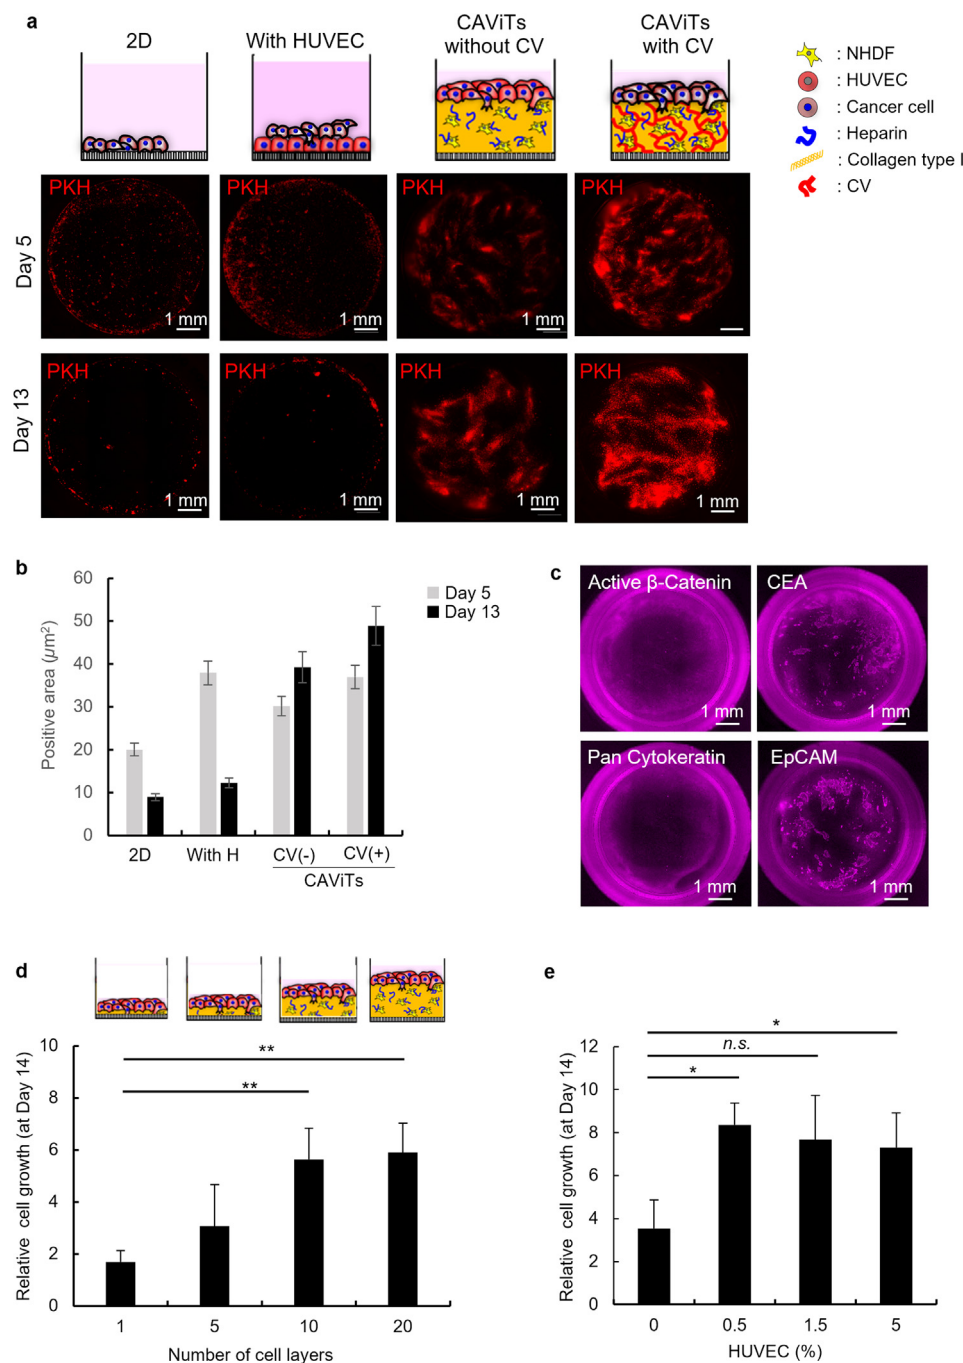 a
2D
With HUVEC
CAViTs
without CV
CAViTs
with CV
: NHDF
: HUVEC
: Cancer cell
: Heparin
: Collagen type I
: CV
Day 5
PKH
1 mm
PKH
1 mm
PKH
1 mm
PKH
Day 13
PKH
1 mm
PKH
1 mm
PKH
1 mm
PKH
1 mm
b
Positive area (µm²)
60
50
40
30
20
10
0
Day 5
Day 13
2D
With H
CV(-)
CV(+)
CAViTs
c
Active β-Catenin
1 mm
CEA
1 mm
Pan Cytokeratin
1 mm
EpCAM
1 mm
d
Relative cell growth (at Day 14)
10
8
6
4
2
0
**
**
1
5
10
20
Number of cell layers
e
Relative cell growth (at Day 14)
12
10
8
6
4
2
0
*
n.s.
*
0
0.5
1.5
5
HUVEC (%)